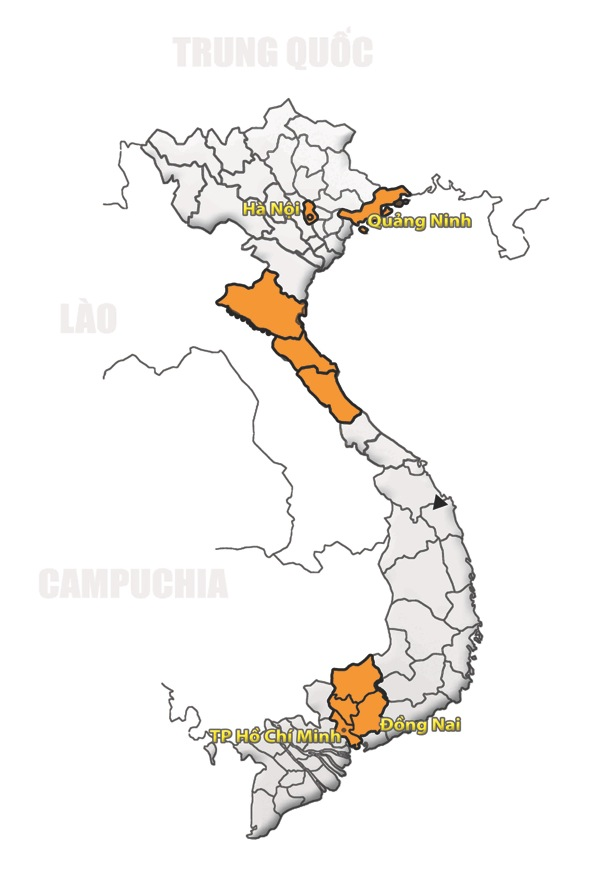 TRUNG QUỐC
Hà Nội
Quảng Ninh
LÀO
CAMPUCHIA
Đồng Nai
TP Hồ Chí Minh